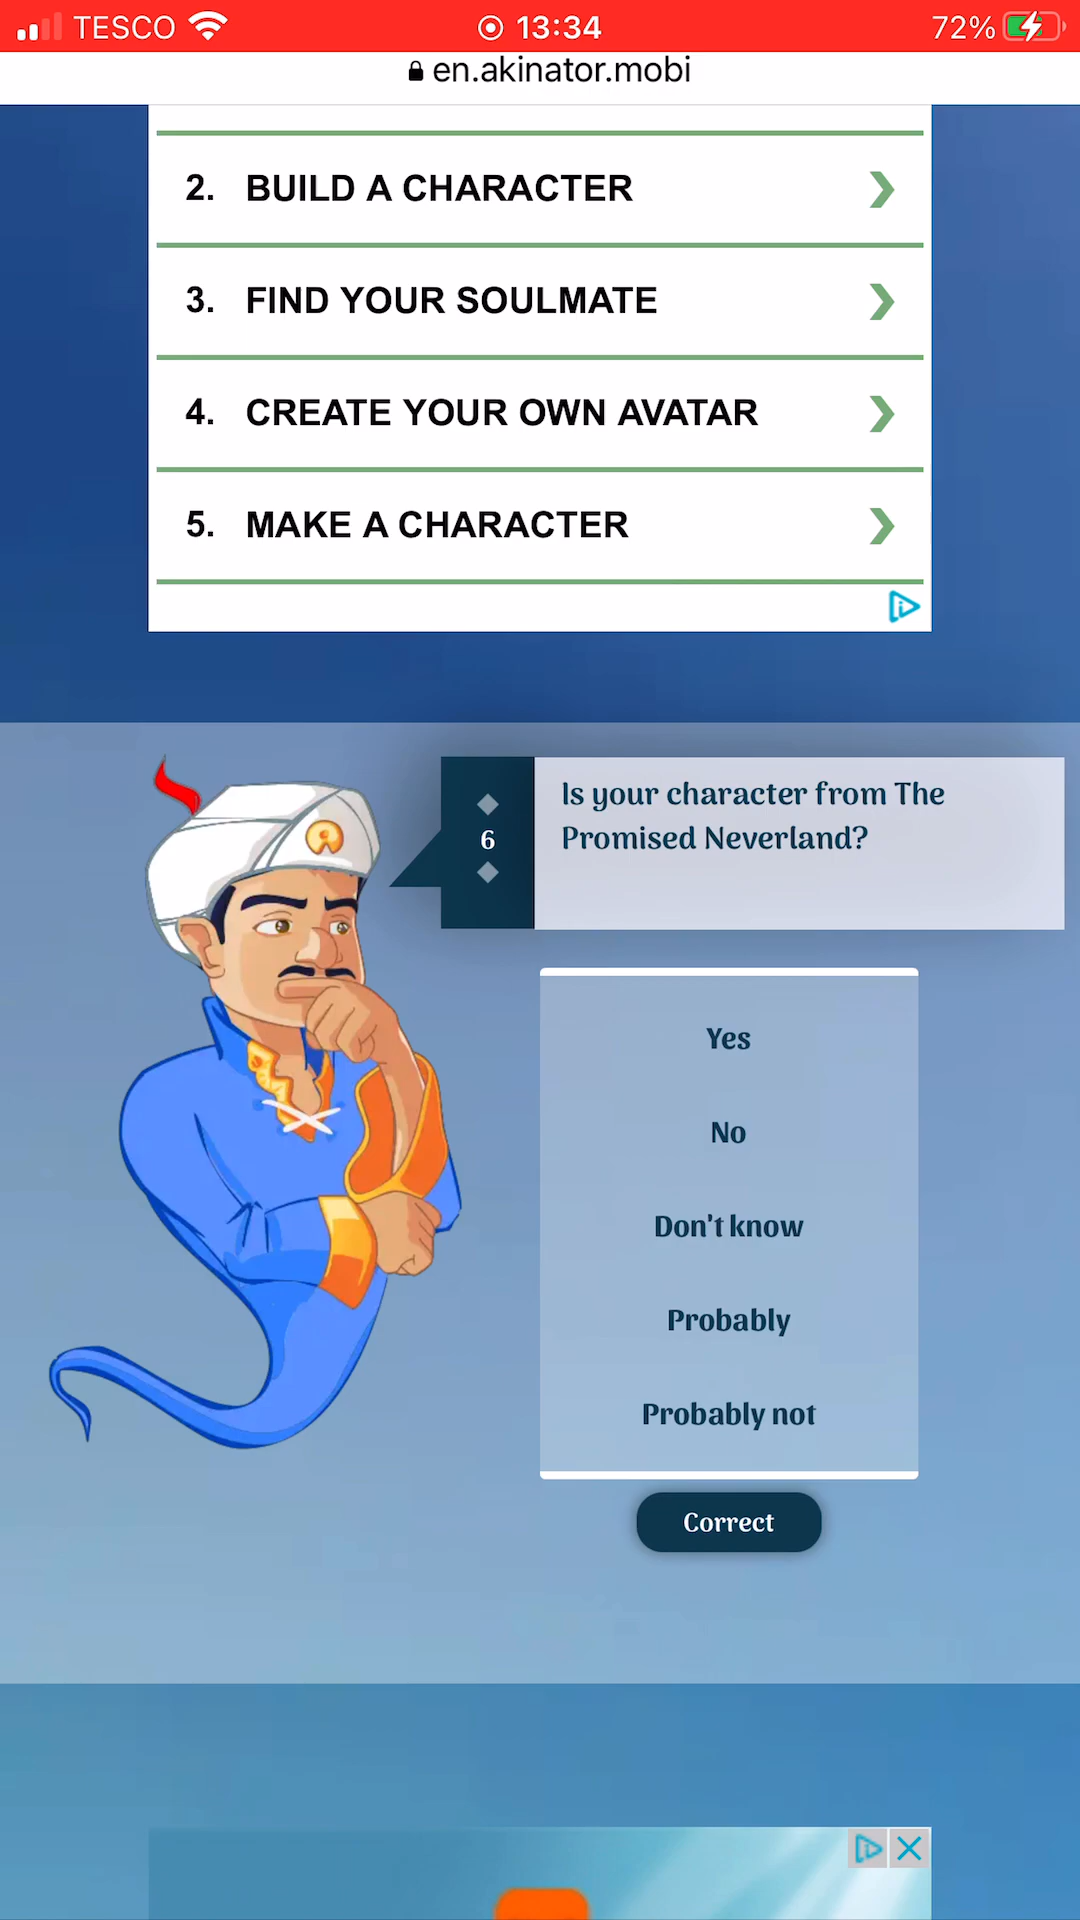 TESCO 13:34 72%
en.akinator.mobi
2. BUILD A CHARACTER
3. FIND YOUR SOULMATE
4. CREATE YOUR OWN AVATAR
5. MAKE A CHARACTER
6
Is your character from The
Promised Neverland?
Yes
No
Don't know
Probably
Probably not
Correct